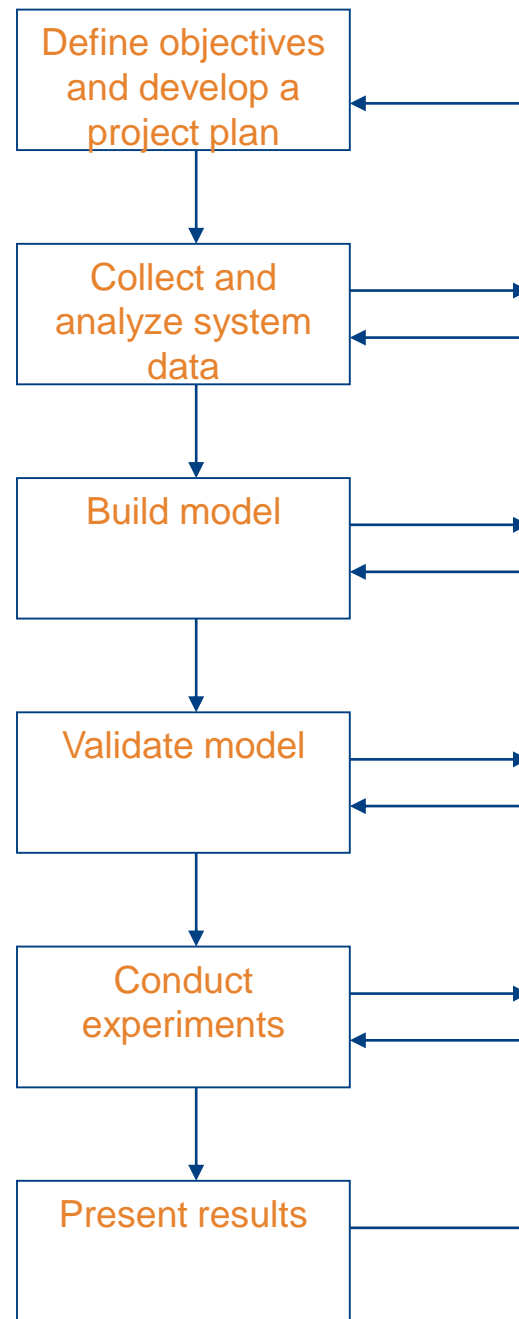 Define objectives
and develop a
project plan
Collect and
analyze system
data
Build model
Validate model
Conduct
experiments
Present results